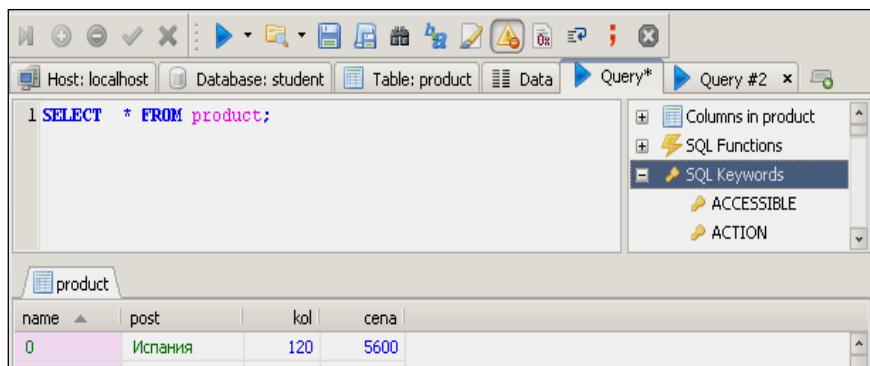 Host: localhost Database: student Table: product Data Query* Query #2
1 SELECT * FROM product;
Columns in product
SQL Functions
SQL Keywords
ACCESSIBLE
ACTION
product
name post kol cena
0 Испания 120 5600